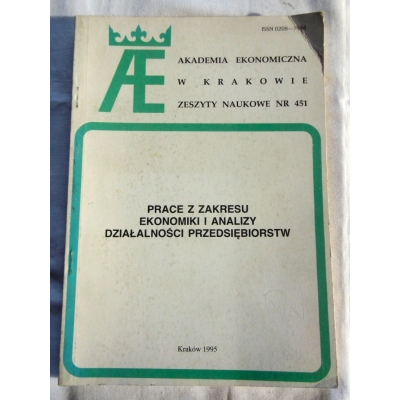 ISSN 0208-
Æ
AKADEMIA EKONOMICZNA
W KRAKOWIE
ZESZYTY NAUKOWE NR 451
PRACE Z ZAKRESU
EKONOMIKI I ANALIZY
DZIAŁALNOŚCI PRZEDSIĘBIORSTW
Kraków 1995